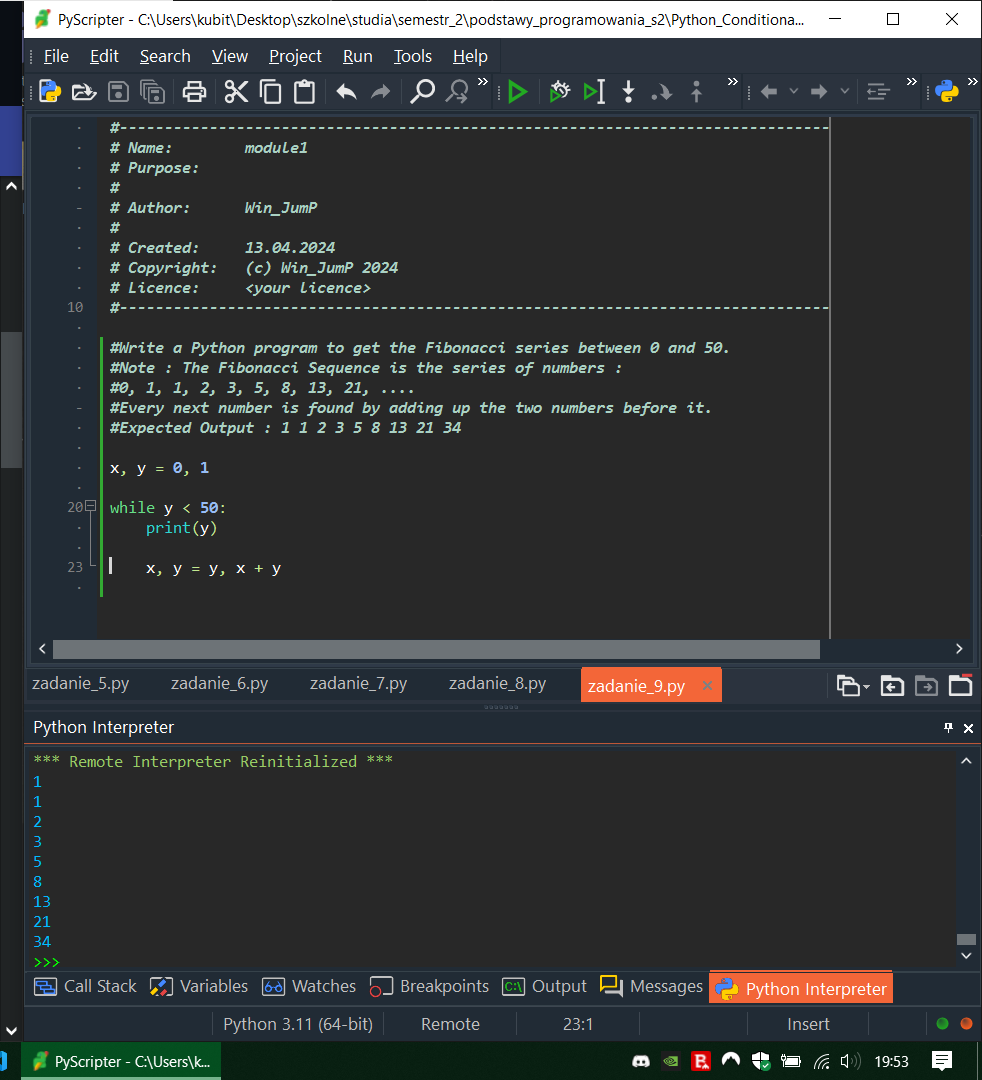 PyScripter - C:\Users\kubit\Desktop\szkolne\studia\semestr_2\podstawy_programowania_s2\Python_Conditiona...
File Edit Search View Project Run Tools Help
#-------------------------------------------------------------------------------
# Name:        module1
# Purpose:
#
# Author:      Win_JumP
#
# Created:     13.04.2024
# Copyright:   (c) Win_JumP 2024
# Licence:     <your licence>
10 #-------------------------------------------------------------------------------
#Write a Python program to get the Fibonacci series between 0 and 50.
#Note : The Fibonacci Sequence is the series of numbers :
#0, 1, 1, 2, 3, 5, 8, 13, 21, ....
#Every next number is found by adding up the two numbers before it.
#Expected Output : 1 1 2 3 5 8 13 21 34
x, y = 0, 1
20 while y < 50:
    print(y)
23     x, y = y, x + y
zadanie_5.py zadanie_6.py zadanie_7.py zadanie_8.py zadanie_9.py ×
Python Interpreter
*** Remote Interpreter Reinitialized ***
1
1
2
3
5
8
13
21
34
>>>
Call Stack Variables Watches Breakpoints C:\ Output Messages Python Interpreter
Python 3.11 (64-bit) Remote 23:1 Insert
PyScripter - C:\Users\k... 19:53